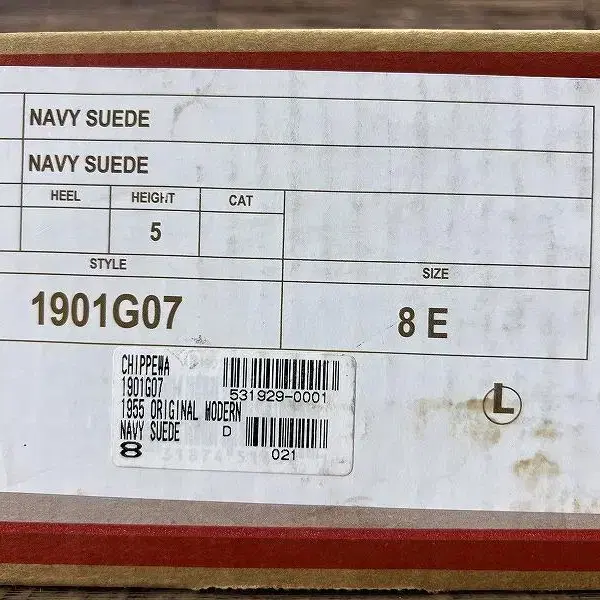 NAVY SUEDE
NAVY SUEDE
HEEL HEIGHT CAT
5
STYLE SIZE
1901G07 8 E
CHIPPEWA
1901G07 531929-0001
1955 ORIGINAL MODERN
NAVY SUEDE D
8 021
L